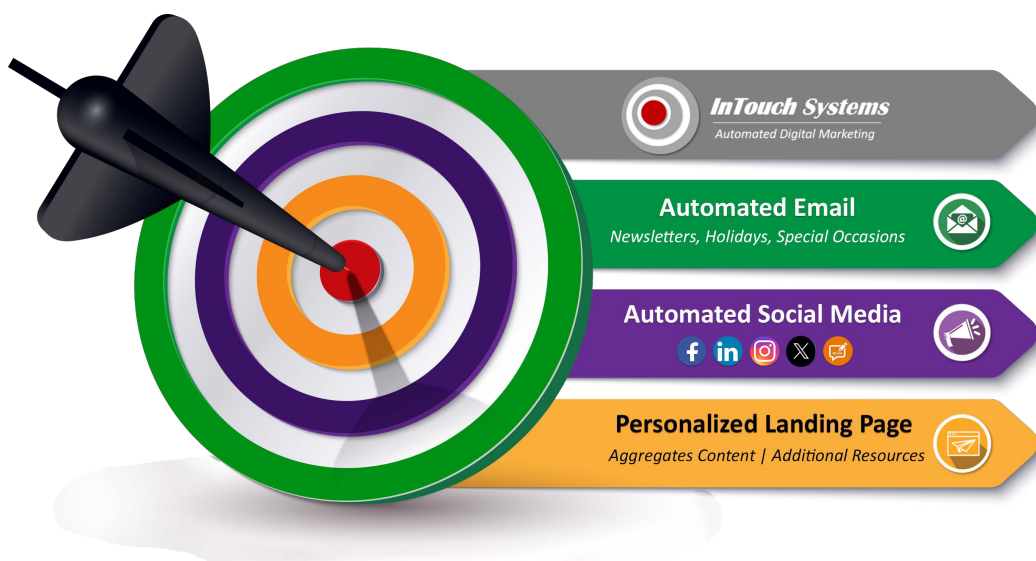 InTouch Systems
Automated Digital Marketing
Automated Email
Newsletters, Holidays, Special Occasions
Automated Social Media
Personalized Landing Page
Aggregates Content | Additional Resources